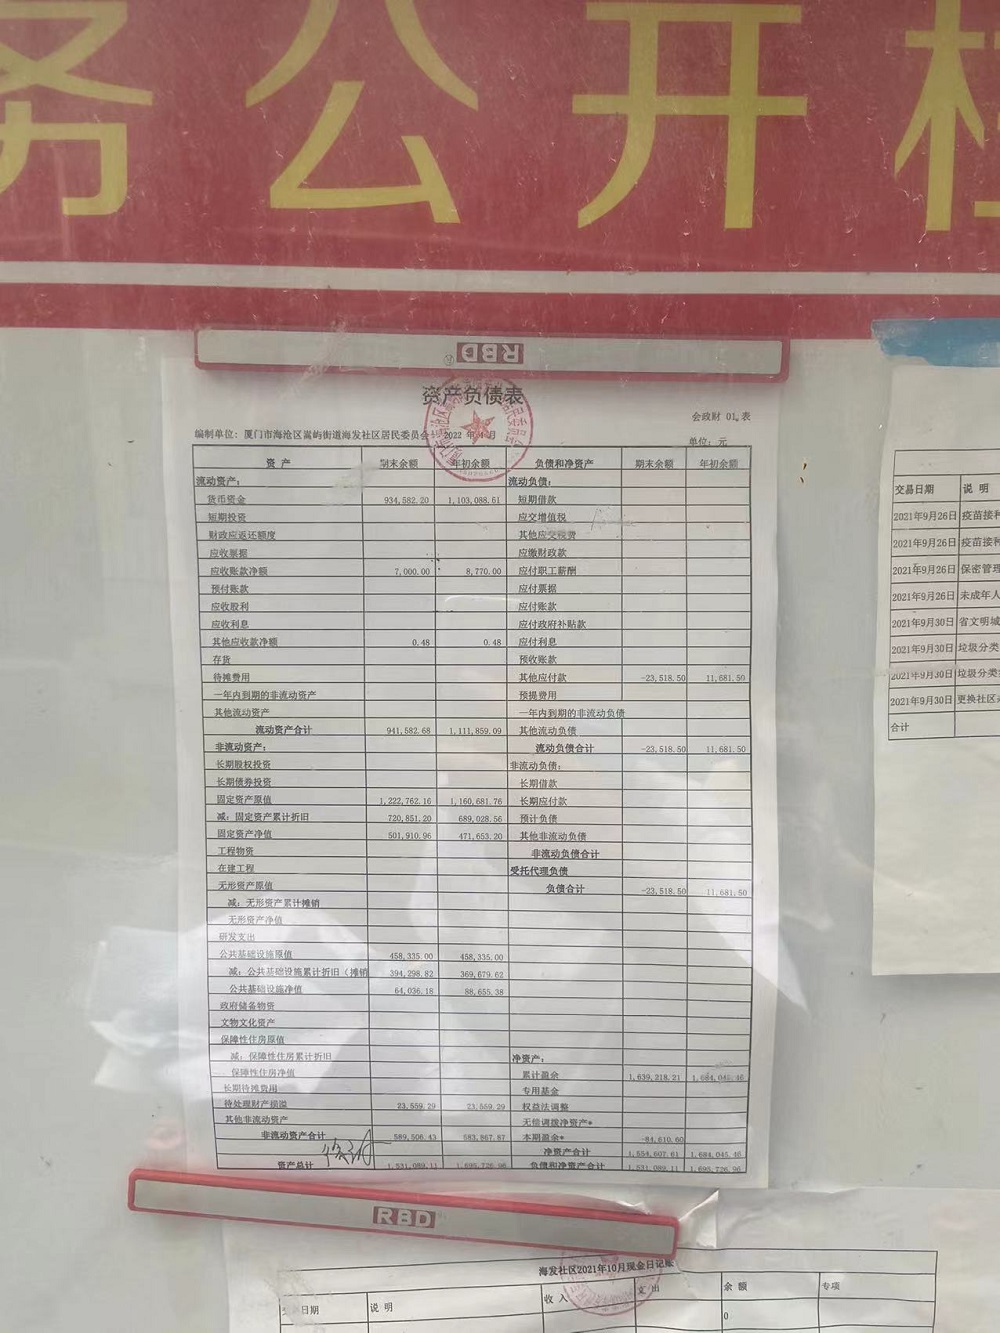 务公开栏
RBD
资产负债表
会政财 01 表
编制单位：厦门市海沧区嵩屿街道海发社区居民委员会 2022 年 月
单位：元
资 产 期末余额 年初余额 负债和净资产 期末余额 年初余额
流动资产： 流动负债：
货币资金 934,582.20 1,103,088.61 短期借款
短期投资 应交增值税
财政应返还额度 其他应交税费
应收票据 应缴财政款
应收账款净额 7,000.00 8,770.00 应付职工薪酬
预付账款 应付票据
应收股利 应付账款
应收利息 应付政府补贴款
其他应收款净额 0.48 0.48 应付利息
存货 预收账款
待摊费用 其他应付款 -23,518.50 11,681.50
一年内到期的非流动资产 预提费用
其他流动资产 一年内到期的非流动负债
流动资产合计 941,582.68 1,111,859.09 其他流动负债
非流动资产： 流动负债合计 -23,518.50 11,681.50
长期股权投资 非流动负债：
长期债券投资 长期借款
固定资产原值 1,222,762.16 1,160,681.76 长期应付款
减：固定资产累计折旧 720,851.20 689,028.56 预计负债
固定资产净值 501,910.96 471,653.20 其他非流动负债
工程物资 非流动负债合计
在建工程 受托代理负债
无形资产原值 负债合计 -23,518.50 11,681.50
减：无形资产累计摊销
无形资产净值
研发支出
公共基础设施原值 458,335.00 458,335.00
减：公共基础设施累计折旧（摊销 394,298.82 369,679.62
公共基础设施净值 64,036.18 88,655.38
政府储备物资
文物文化资产
保障性住房原值
减：保障性住房累计折旧 净资产：
保障性住房净值 累计盈余 1,639,218.21 1,684,045.46
长期待摊费用 专用基金
待处理财产损溢 23,559.29 23,559.29 权益法调整
其他非流动资产 无偿调拨净资产*
非流动资产合计 589,506.43 583,867.87 本期盈余* -84,610.60
净资产合计 1,554,607.61 1,684,045.46
资产总计 1,531,089.11 1,695,726.96 负债和净资产合计 1,531,089.11 1,695,726.96
RBD
交易日期 说 明
2021年9月26日 疫苗接种
2021年9月26日 疫苗接种
2021年9月26日 保密管理
2021年9月26日 未成年人
2021年9月30日 省文明城
2021年9月30日 垃圾分类
2021年9月30日 垃圾分类
2021年9月30日 更换社区
合计
海发社区2021年10月现金日记账
交易日期 说 明 收 入 支 出 余 额 专项
0